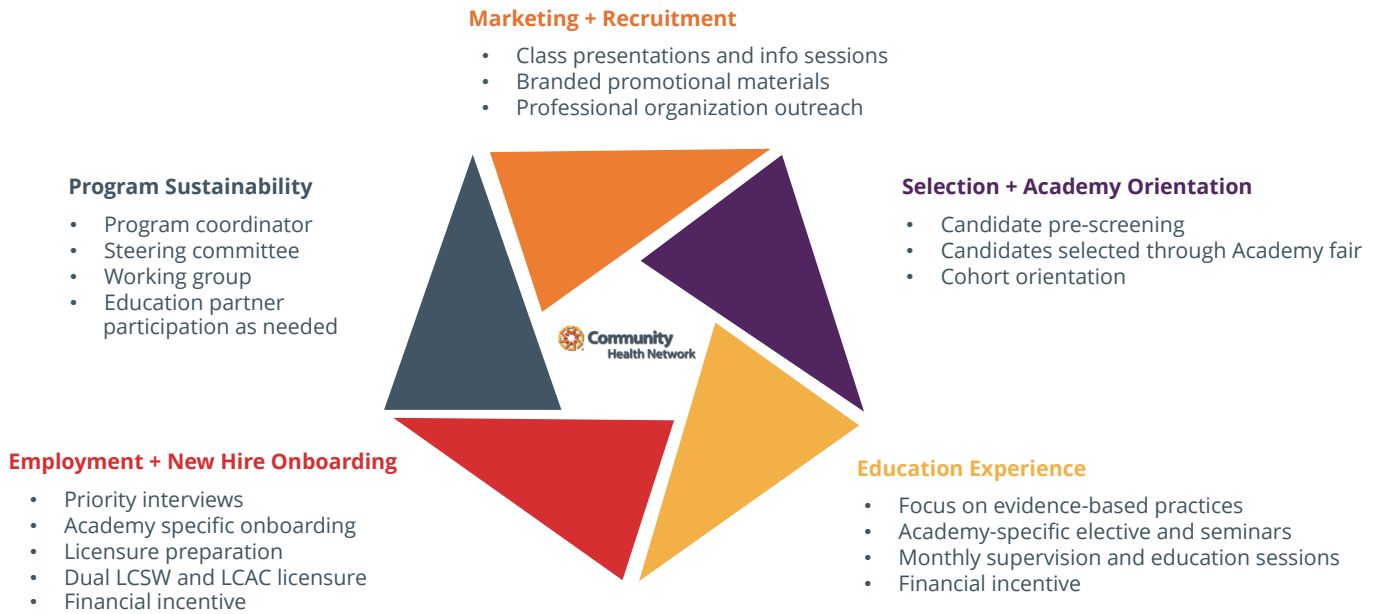 Marketing + Recruitment
• Class presentations and info sessions
• Branded promotional materials
• Professional organization outreach
Program Sustainability
• Program coordinator
• Steering committee
• Working group
• Education partner
participation as needed
Selection + Academy Orientation
• Candidate pre-screening
• Candidates selected through Academy fair
• Cohort orientation
Community
Health Network
Employment + New Hire Onboarding
• Priority interviews
• Academy specific onboarding
• Licensure preparation
• Dual LCSW and LCAC licensure
• Financial incentive
Education Experience
• Focus on evidence-based practices
• Academy-specific elective and seminars
• Monthly supervision and education sessions
• Financial incentive